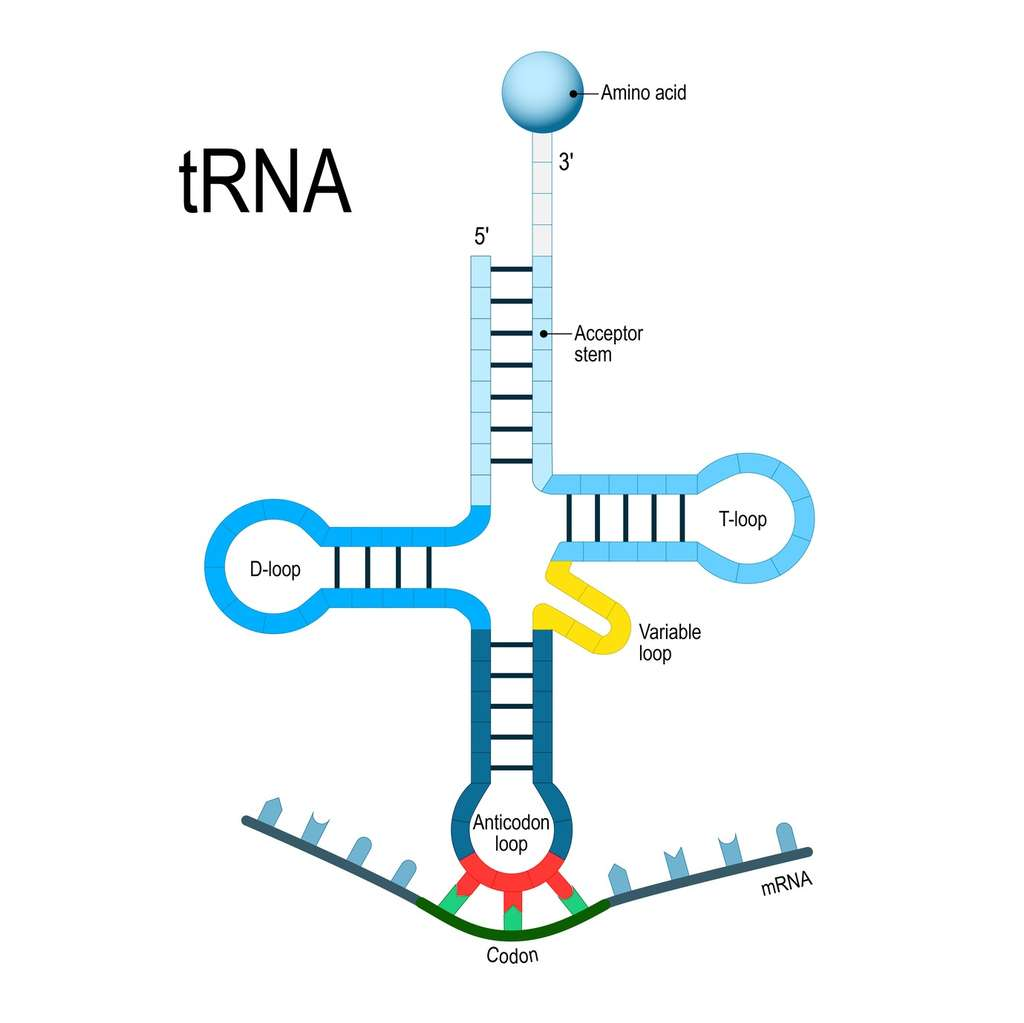 Amino acid
3'
tRNA
5'
Acceptor
stem
T-loop
D-loop
Variable
loop
Anticodon
loop
mRNA
Codon